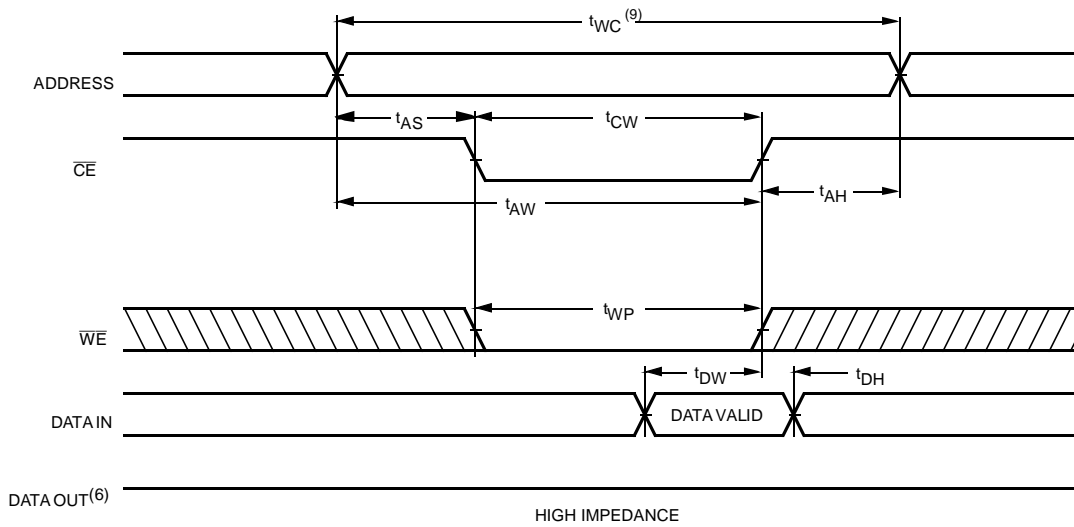 tWC (9)
ADDRESS
tAS
tCW
CE
tAW
tAH
WE
tWP
tDW
tDH
DATA IN
DATA VALID
DATA OUT(6)
HIGH IMPEDANCE